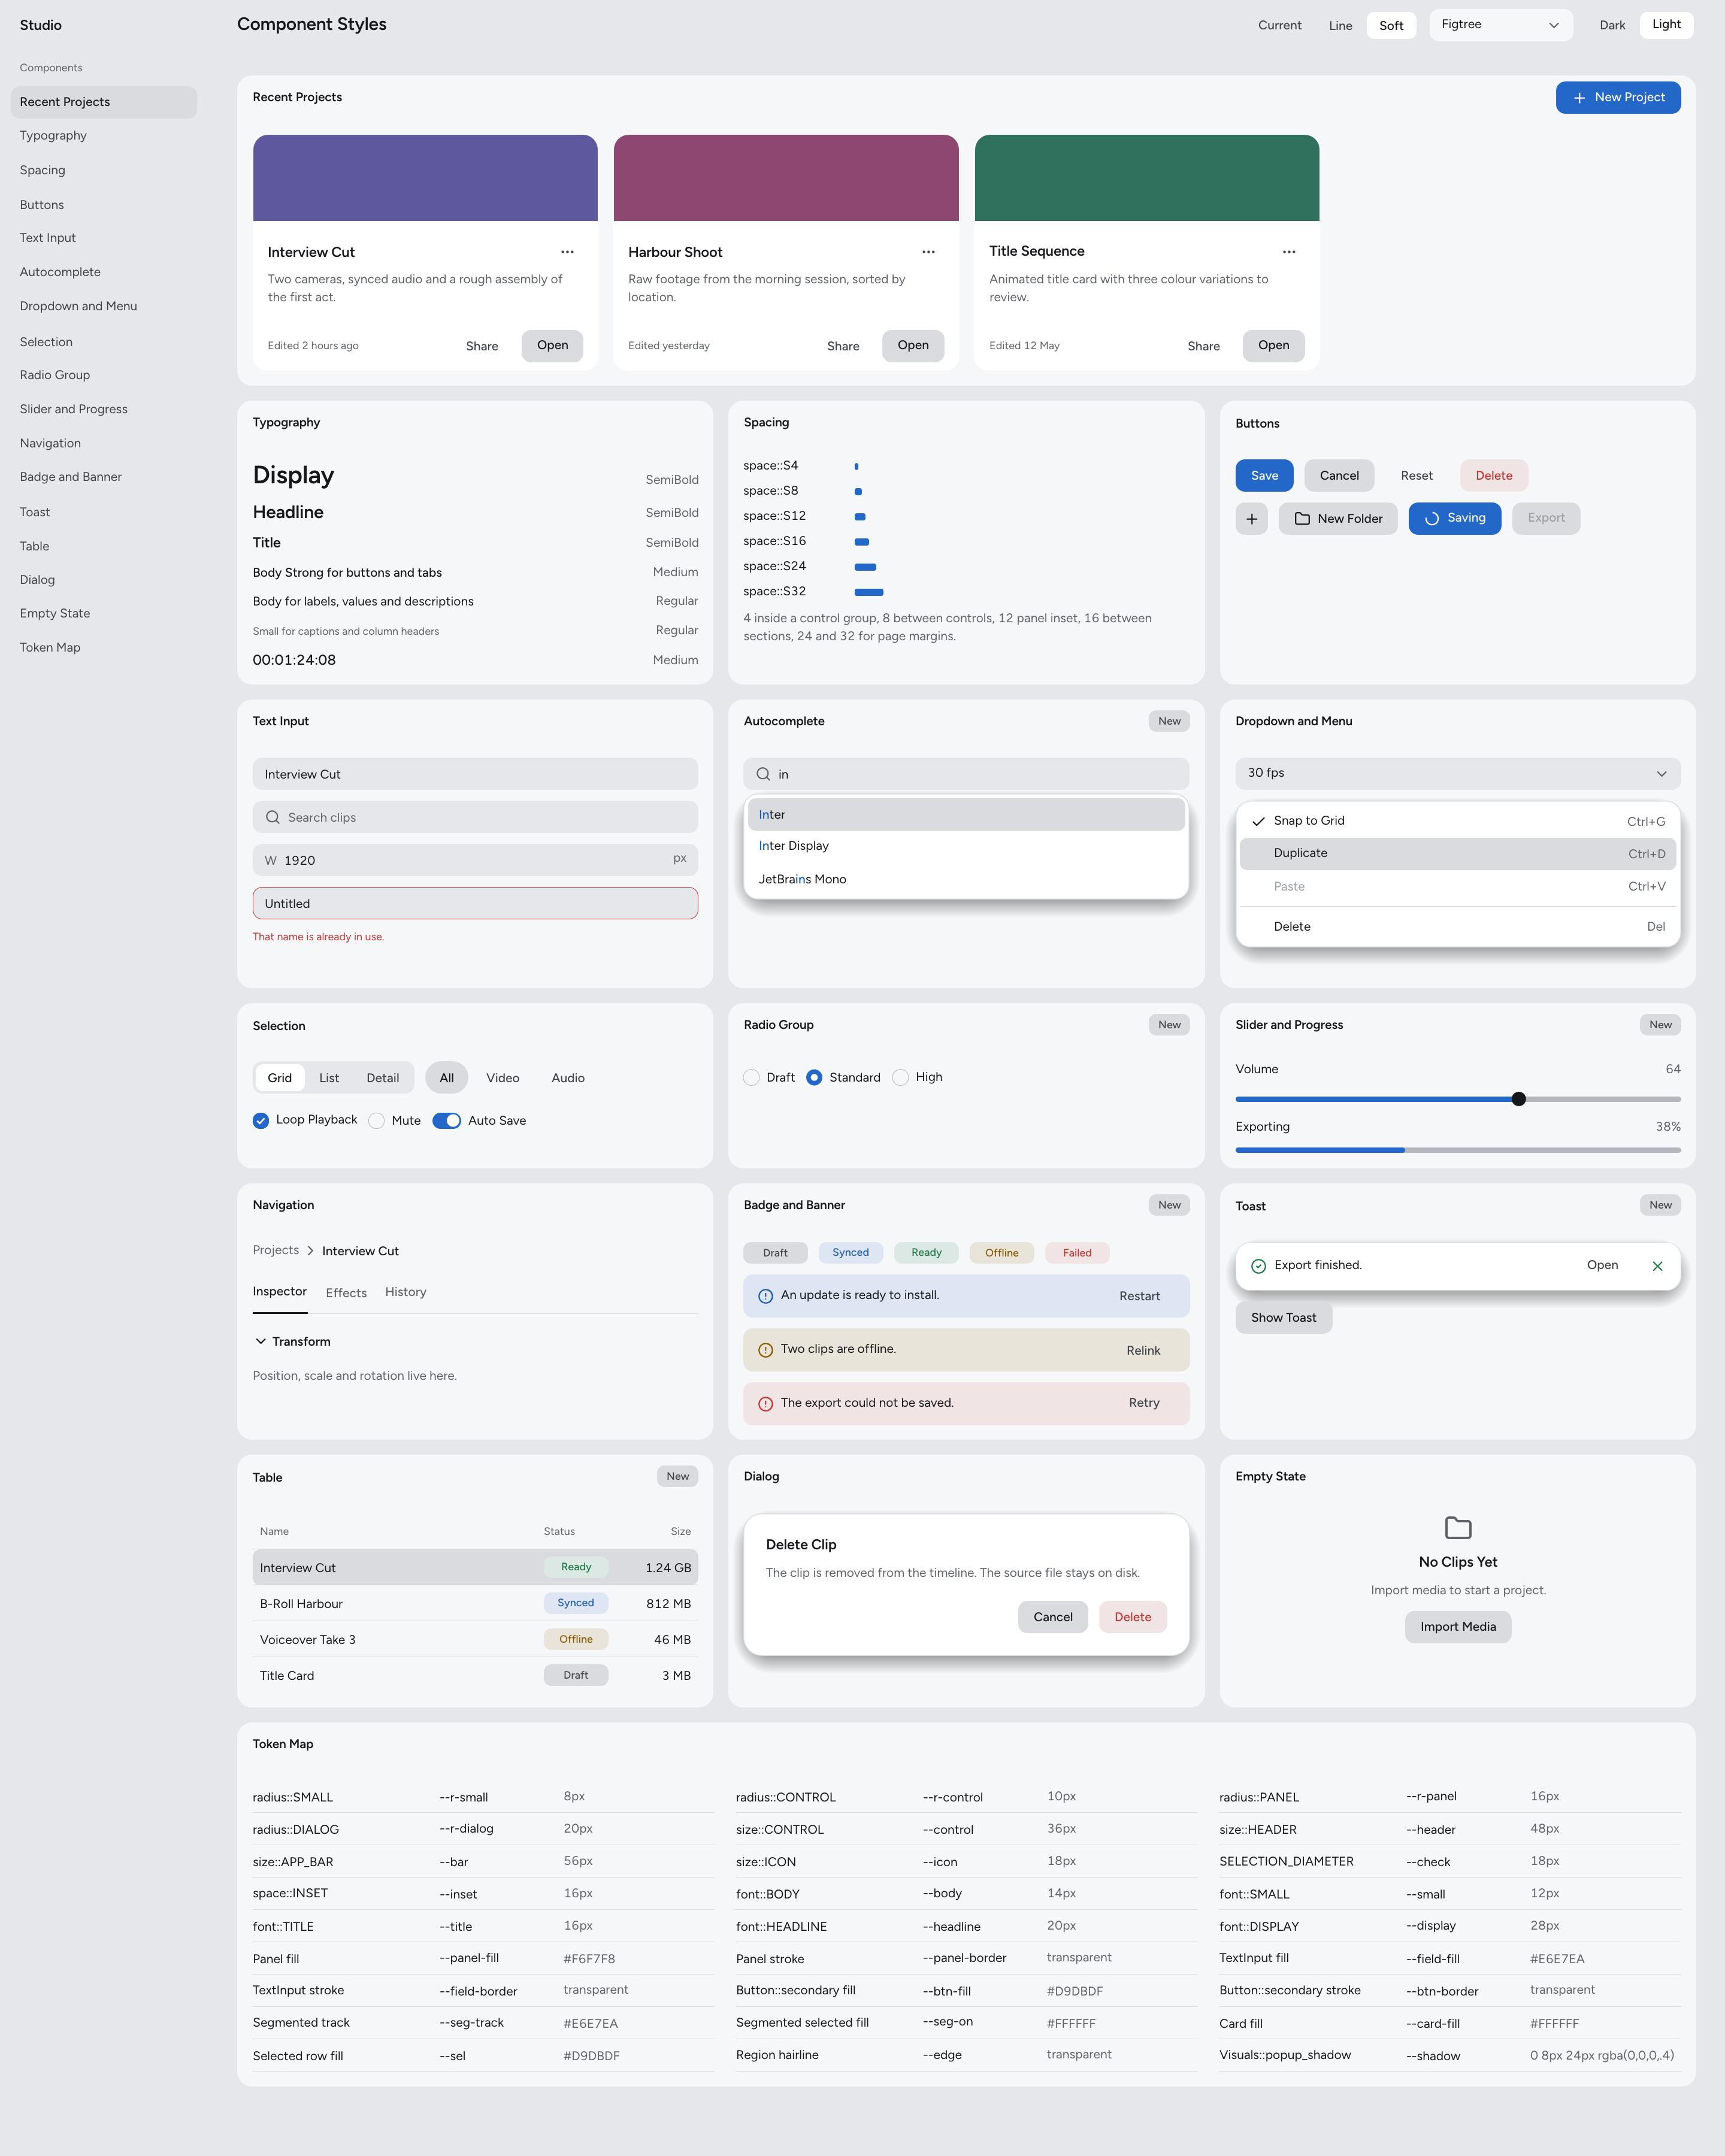 Studio
Component Styles
Current
Line
Soft
Figtree
Dark
Light
Components
Recent Projects
Typography
Spacing
Buttons
Text Input
Autocomplete
Dropdown and Menu
Selection
Radio Group
Slider and Progress
Navigation
Badge and Banner
Toast
Table
Dialog
Empty State
Token Map
Recent Projects
New Project
Interview Cut
Two cameras, synced audio and a rough assembly of
the first act.
Edited 2 hours ago
Share
Open
Harbour Shoot
Raw footage from the morning session, sorted by
location.
Edited yesterday
Share
Open
Title Sequence
Animated title card with three colour variations to
review.
Edited 12 May
Share
Open
Typography
Display SemiBold
Headline SemiBold
Title SemiBold
Body Strong for buttons and tabs Medium
Body for labels, values and descriptions Regular
Small for captions and column headers Regular
00:01:24:08 Medium
Spacing
space::S4
space::S8
space::S12
space::S16
space::S24
space::S32
4 inside a control group, 8 between controls, 12 panel inset, 16 between
sections, 24 and 32 for page margins.
Buttons
Save Cancel Reset Delete
New Folder Saving Export
Text Input
Interview Cut
Search clips
W 1920 px
Untitled
That name is already in use.
Autocomplete New
in
Inter
Inter Display
JetBrains Mono
Dropdown and Menu
30 fps
Snap to Grid Ctrl+G
Duplicate Ctrl+D
Paste Ctrl+V
Delete Del
Selection
Grid List Detail All Video Audio
Loop Playback Mute Auto Save
Radio Group New
Draft Standard High
Slider and Progress New
Volume 64
Exporting 38%
Navigation
Projects Interview Cut
Inspector Effects History
Transform
Position, scale and rotation live here.
Badge and Banner New
Draft Synced Ready Offline Failed
An update is ready to install. Restart
Two clips are offline. Relink
The export could not be saved. Retry
Toast New
Export finished. Open
Show Toast
Table New
Name Status Size
Interview Cut Ready 1.24 GB
B-Roll Harbour Synced 812 MB
Voiceover Take 3 Offline 46 MB
Title Card Draft 3 MB
Dialog
Delete Clip
The clip is removed from the timeline. The source file stays on disk.
Cancel Delete
Empty State
No Clips Yet
Import media to start a project.
Import Media
Token Map
radius::SMALL --r-small 8px radius::CONTROL --r-control 10px radius::PANEL --r-panel 16px
radius::DIALOG --r-dialog 20px size::CONTROL --control 36px size::HEADER --header 48px
size::APP_BAR --bar 56px size::ICON --icon 18px SELECTION_DIAMETER --check 18px
space::INSET --inset 16px font::BODY --body 14px font::SMALL --small 12px
font::TITLE --title 16px font::HEADLINE --headline 20px font::DISPLAY --display 28px
Panel fill --panel-fill #F6F7F8 Panel stroke --panel-border transparent TextInput fill --field-fill #E6E7EA
TextInput stroke --field-border transparent Button::secondary fill --btn-fill #D9DBDF Button::secondary stroke --btn-border transparent
Segmented track --seg-track #E6E7EA Segmented selected fill --seg-on #FFFFFF Card fill --card-fill #FFFFFF
Selected row fill --sel #D9DBDF Region hairline --edge transparent Visuals::popup_shadow --shadow 0 8px 24px rgba(0,0,0,.4)